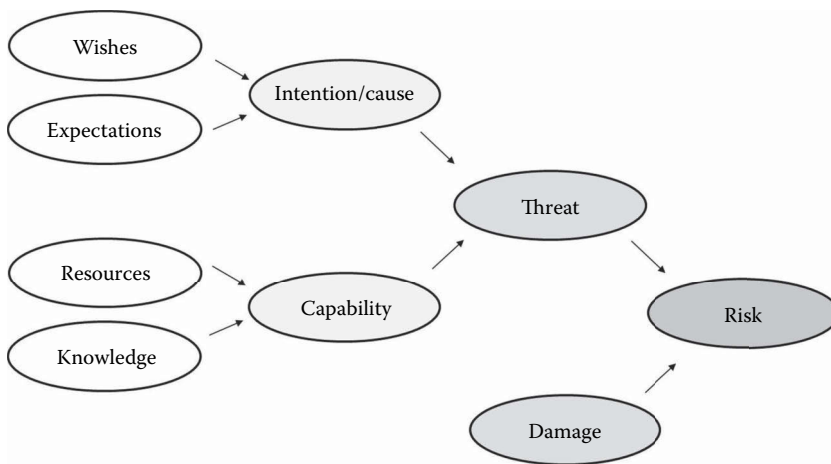 Wishes
Expectations
Intention/cause
Threat
Resources
Knowledge
Capability
Risk
Damage